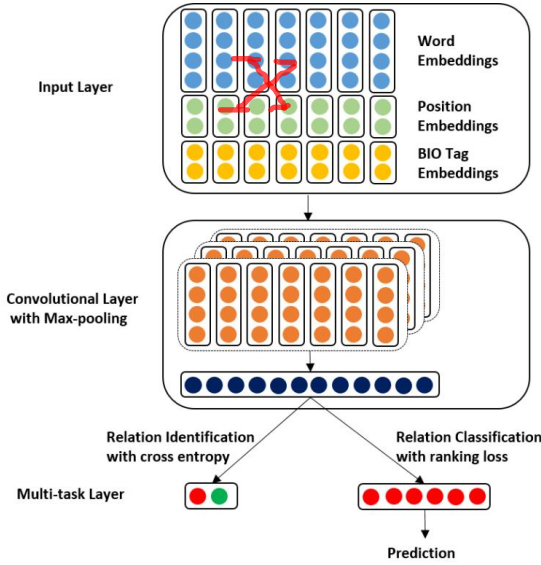 Word
Embeddings
Input Layer
Position
Embeddings
BIO Tag
Embeddings
Convolutional Layer
with Max-pooling
Relation Identification
with cross entropy
Relation Classification
with ranking loss
Multi-task Layer
Prediction